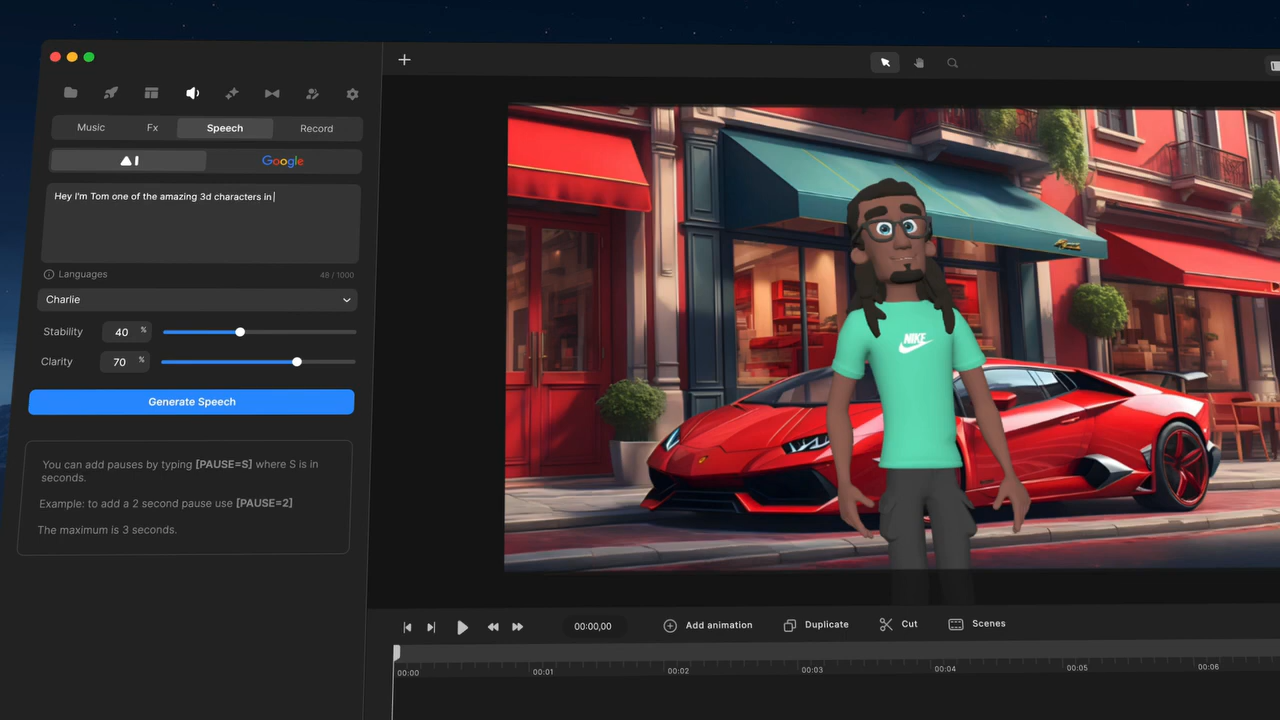 Music Fx Speech Record
AI Google
Hey I'm Tom one of the amazing 3d characters in
Languages 48 / 1000
Charlie
Stability 40 %
Clarity 70 %
Generate Speech
You can add pauses by typing [PAUSE=S] where S is in
seconds.
Example: to add a 2 second pause use [PAUSE=2]
The maximum is 3 seconds.
NIKE
00:00,00 Add animation Duplicate Cut Scenes
00:00 00:01 00:02 00:03 00:04 00:05 00:06